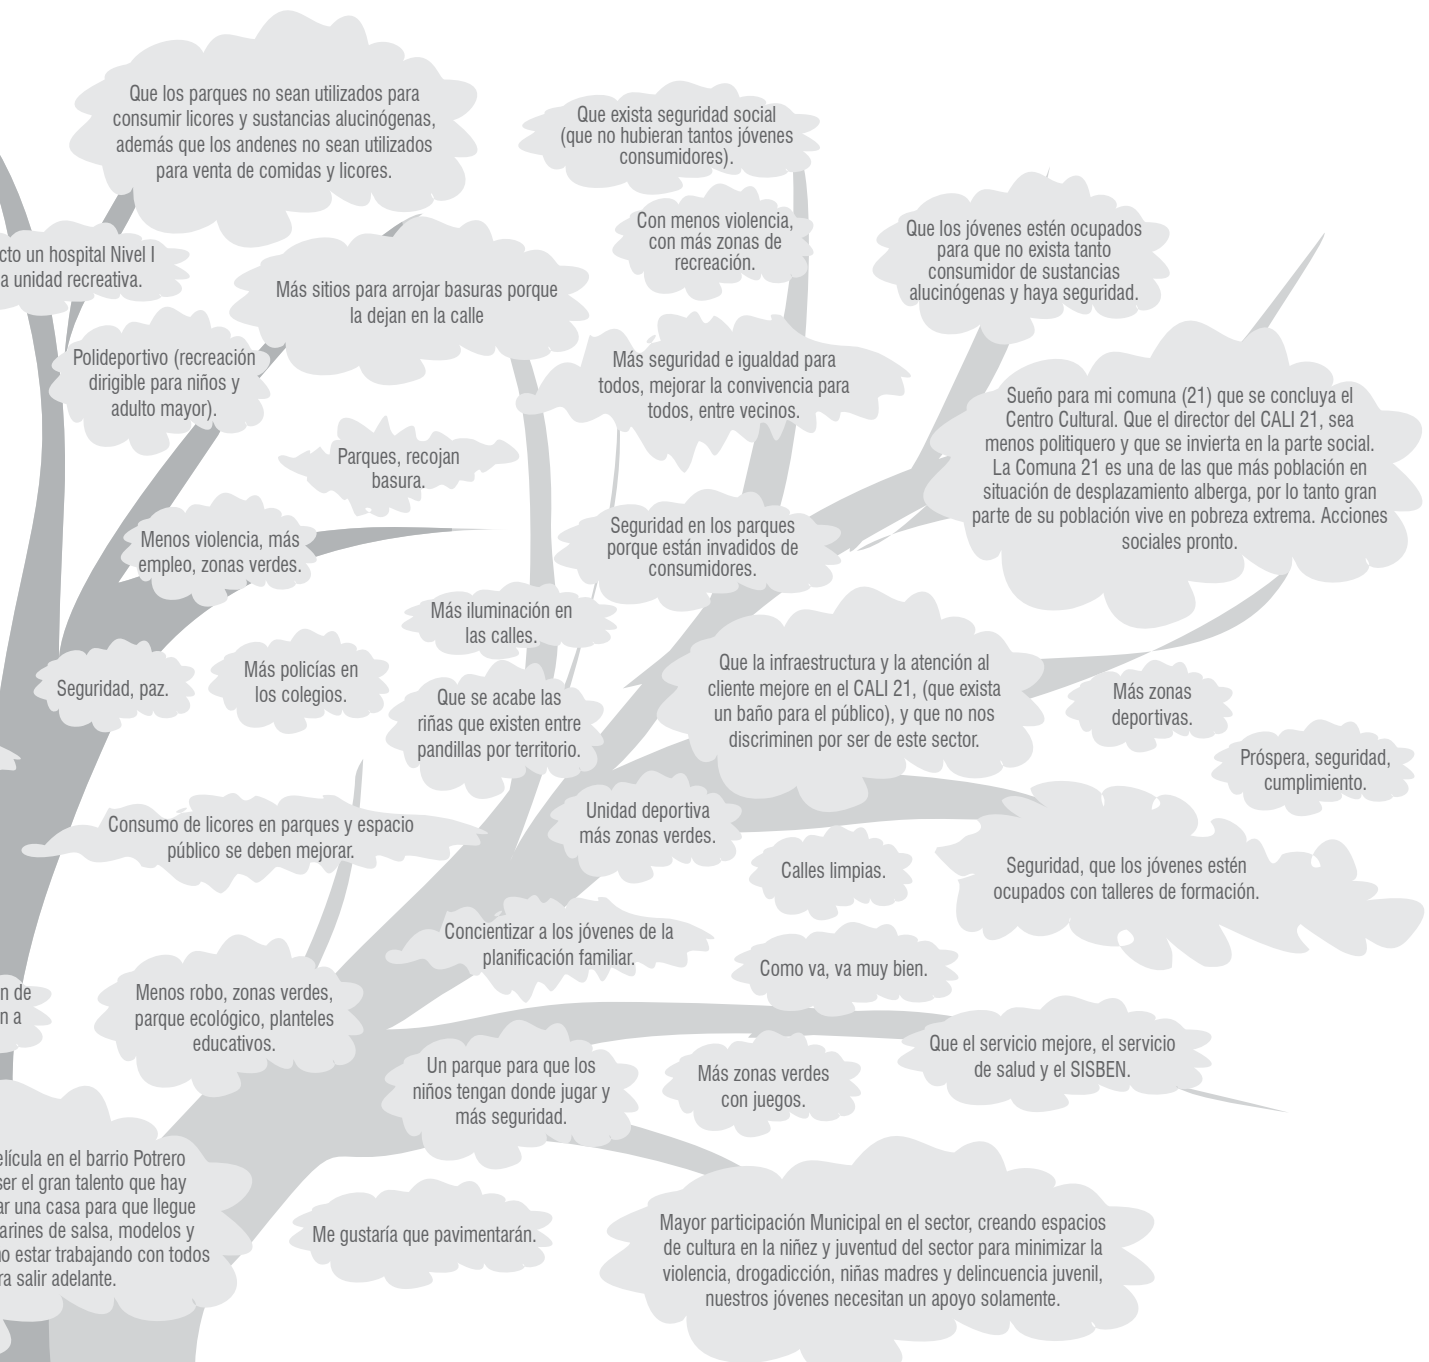 Que los parques no sean utilizados para
consumir licores y sustancias alucinógenas,
además que los andenes no sean utilizados
para venta de comidas y licores.
Que exista seguridad social
(que no hubieran tantos jóvenes
consumidores).
Con menos violencia,
con más zonas de
recreación.
Que los jóvenes estén ocupados
para que no exista tanto
consumidor de sustancias
alucinógenas y haya seguridad.
cto un hospital Nivel I
a unidad recreativa.
Más sitios para arrojar basuras porque
la dejan en la calle
Polideportivo (recreación
dirigible para niños y
adulto mayor).
Más seguridad e igualdad para
todos, mejorar la convivencia para
todos, entre vecinos.
Sueño para mi comuna (21) que se concluya el
Centro Cultural. Que el director del CALI 21, sea
menos politiquero y que se invierta en la parte social.
La Comuna 21 es una de las que más población en
situación de desplazamiento alberga, por lo tanto gran
parte de su población vive en pobreza extrema. Acciones
sociales pronto.
Parques, recojan
basura.
Menos violencia, más
empleo, zonas verdes.
Seguridad en los parques
porque están invadidos de
consumidores.
Más iluminación en
las calles.
Seguridad, paz.
Más policías en
los colegios.
Que se acabe las
riñas que existen entre
pandillas por territorio.
Que la infraestructura y la atención al
cliente mejore en el CALI 21, (que exista
un baño para el público), y que no nos
discriminen por ser de este sector.
Más zonas
deportivas.
Próspera, seguridad,
cumplimiento.
Consumo de licores en parques y espacio
público se deben mejorar.
Unidad deportiva
más zonas verdes.
Calles limpias.
Seguridad, que los jóvenes estén
ocupados con talleres de formación.
Concientizar a los jóvenes de la
planificación familiar.
Como va, va muy bien.
n de
n a
Menos robo, zonas verdes,
parque ecológico, planteles
educativos.
Un parque para que los
niños tengan donde jugar y
más seguridad.
Más zonas verdes
con juegos.
Que el servicio mejore, el servicio
de salud y el SISBEN.
elícula en el barrio Potrero
ser el gran talento que hay
ar una casa para que llegue
arines de salsa, modelos y
no estar trabajando con todos
ra salir adelante.
Me gustaría que pavimentarán.
Mayor participación Municipal en el sector, creando espacios
de cultura en la niñez y juventud del sector para minimizar la
violencia, drogadicción, niñas madres y delincuencia juvenil,
nuestros jóvenes necesitan un apoyo solamente.